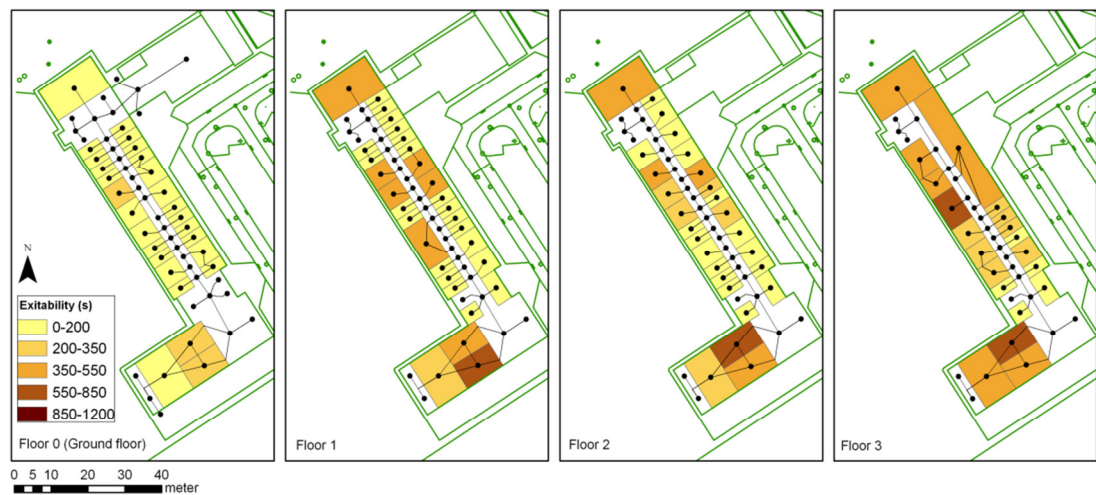 N
Exitability (s)
0-200
200-350
350-550
550-850
850-1200
Floor 0 (Ground floor)
Floor 1
Floor 2
Floor 3
0 5 10 20 30 40
meter